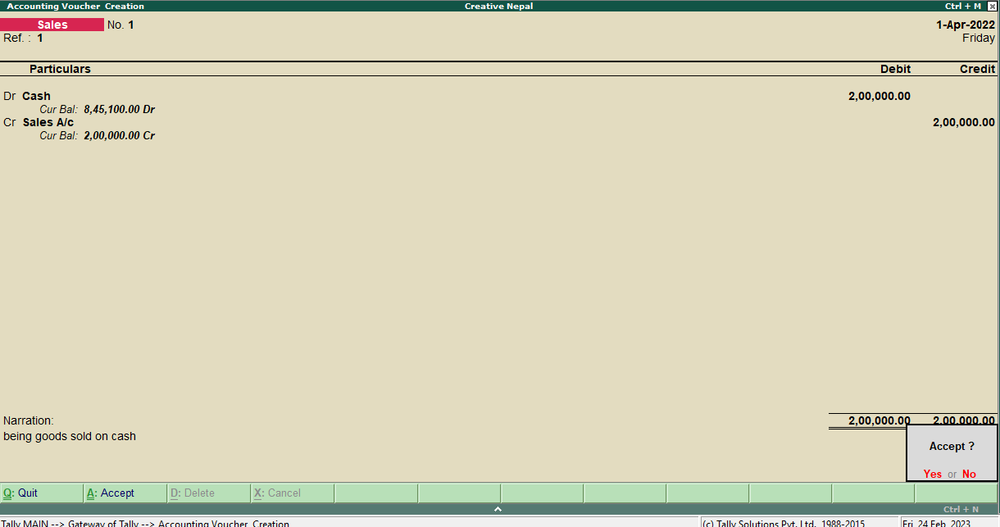 Accounting Voucher Creation Creative Nepal Ctrl + M
Sales No. 1 1-Apr-2022
Ref. : 1 Friday
Particulars Debit Credit
Dr Cash 2,00,000.00
Cur Bal: 8,45,100.00 Dr
Cr Sales A/c 2,00,000.00
Cur Bal: 2,00,000.00 Cr
Narration: 2,00,000.00 2,00,000.00
being goods sold on cash
Accept ?
Yes or No
Q: Quit A: Accept D: Delete X: Cancel
Ctrl + N
Tally MAIN --> Gateway of Tally --> Accounting Voucher Creation (c) Tally Solutions Pvt. Ltd., 1988-2015 Fri, 24 Feb, 2023